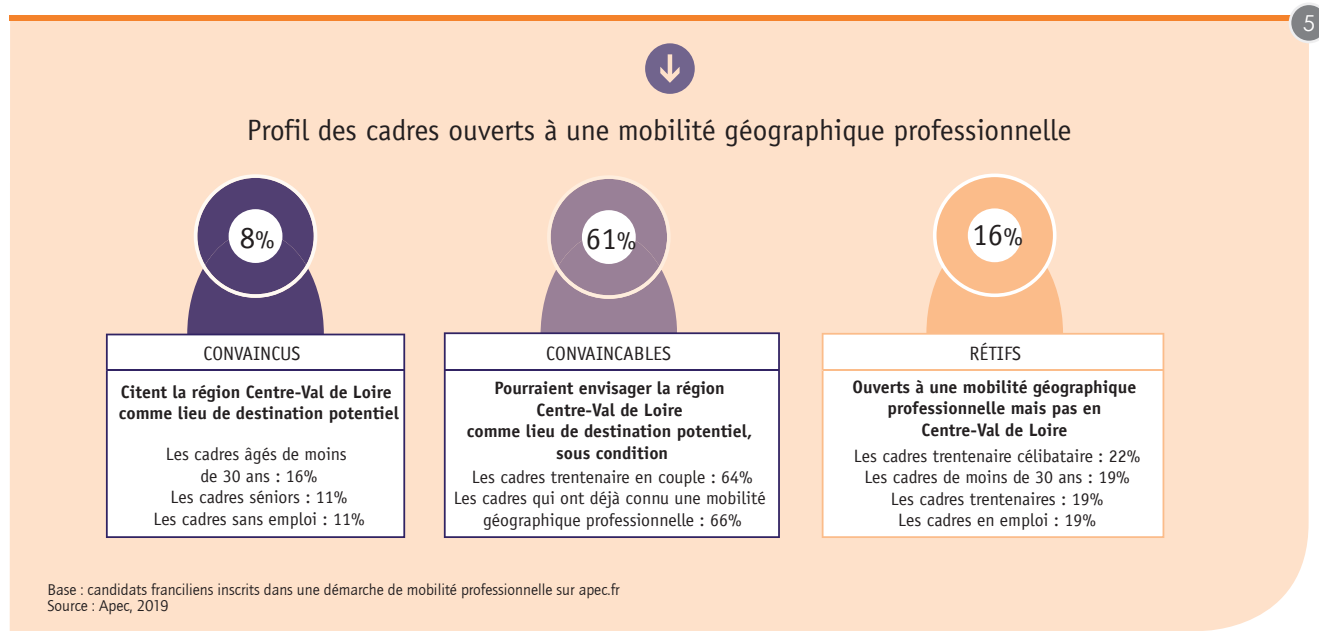 5
Profil des cadres ouverts à une mobilité géographique professionnelle
8%
CONVAINCUS
Citent la région Centre-Val de Loire
comme lieu de destination potentiel
Les cadres âgés de moins
de 30 ans : 16%
Les cadres séniors : 11%
Les cadres sans emploi : 11%
61%
CONVAINCABLES
Pourraient envisager la région
Centre-Val de Loire
comme lieu de destination potentiel,
sous condition
Les cadres trentenaire en couple : 64%
Les cadres qui ont déjà connu une mobilité
géographique professionnelle : 66%
16%
RÉTIFS
Ouverts à une mobilité géographique
professionnelle mais pas en
Centre-Val de Loire
Les cadres trentenaire célibataire : 22%
Les cadres de moins de 30 ans : 19%
Les cadres trentenaires : 19%
Les cadres en emploi : 19%
Base : candidats franciliens inscrits dans une démarche de mobilité professionnelle sur apec.fr
Source : Apec, 2019